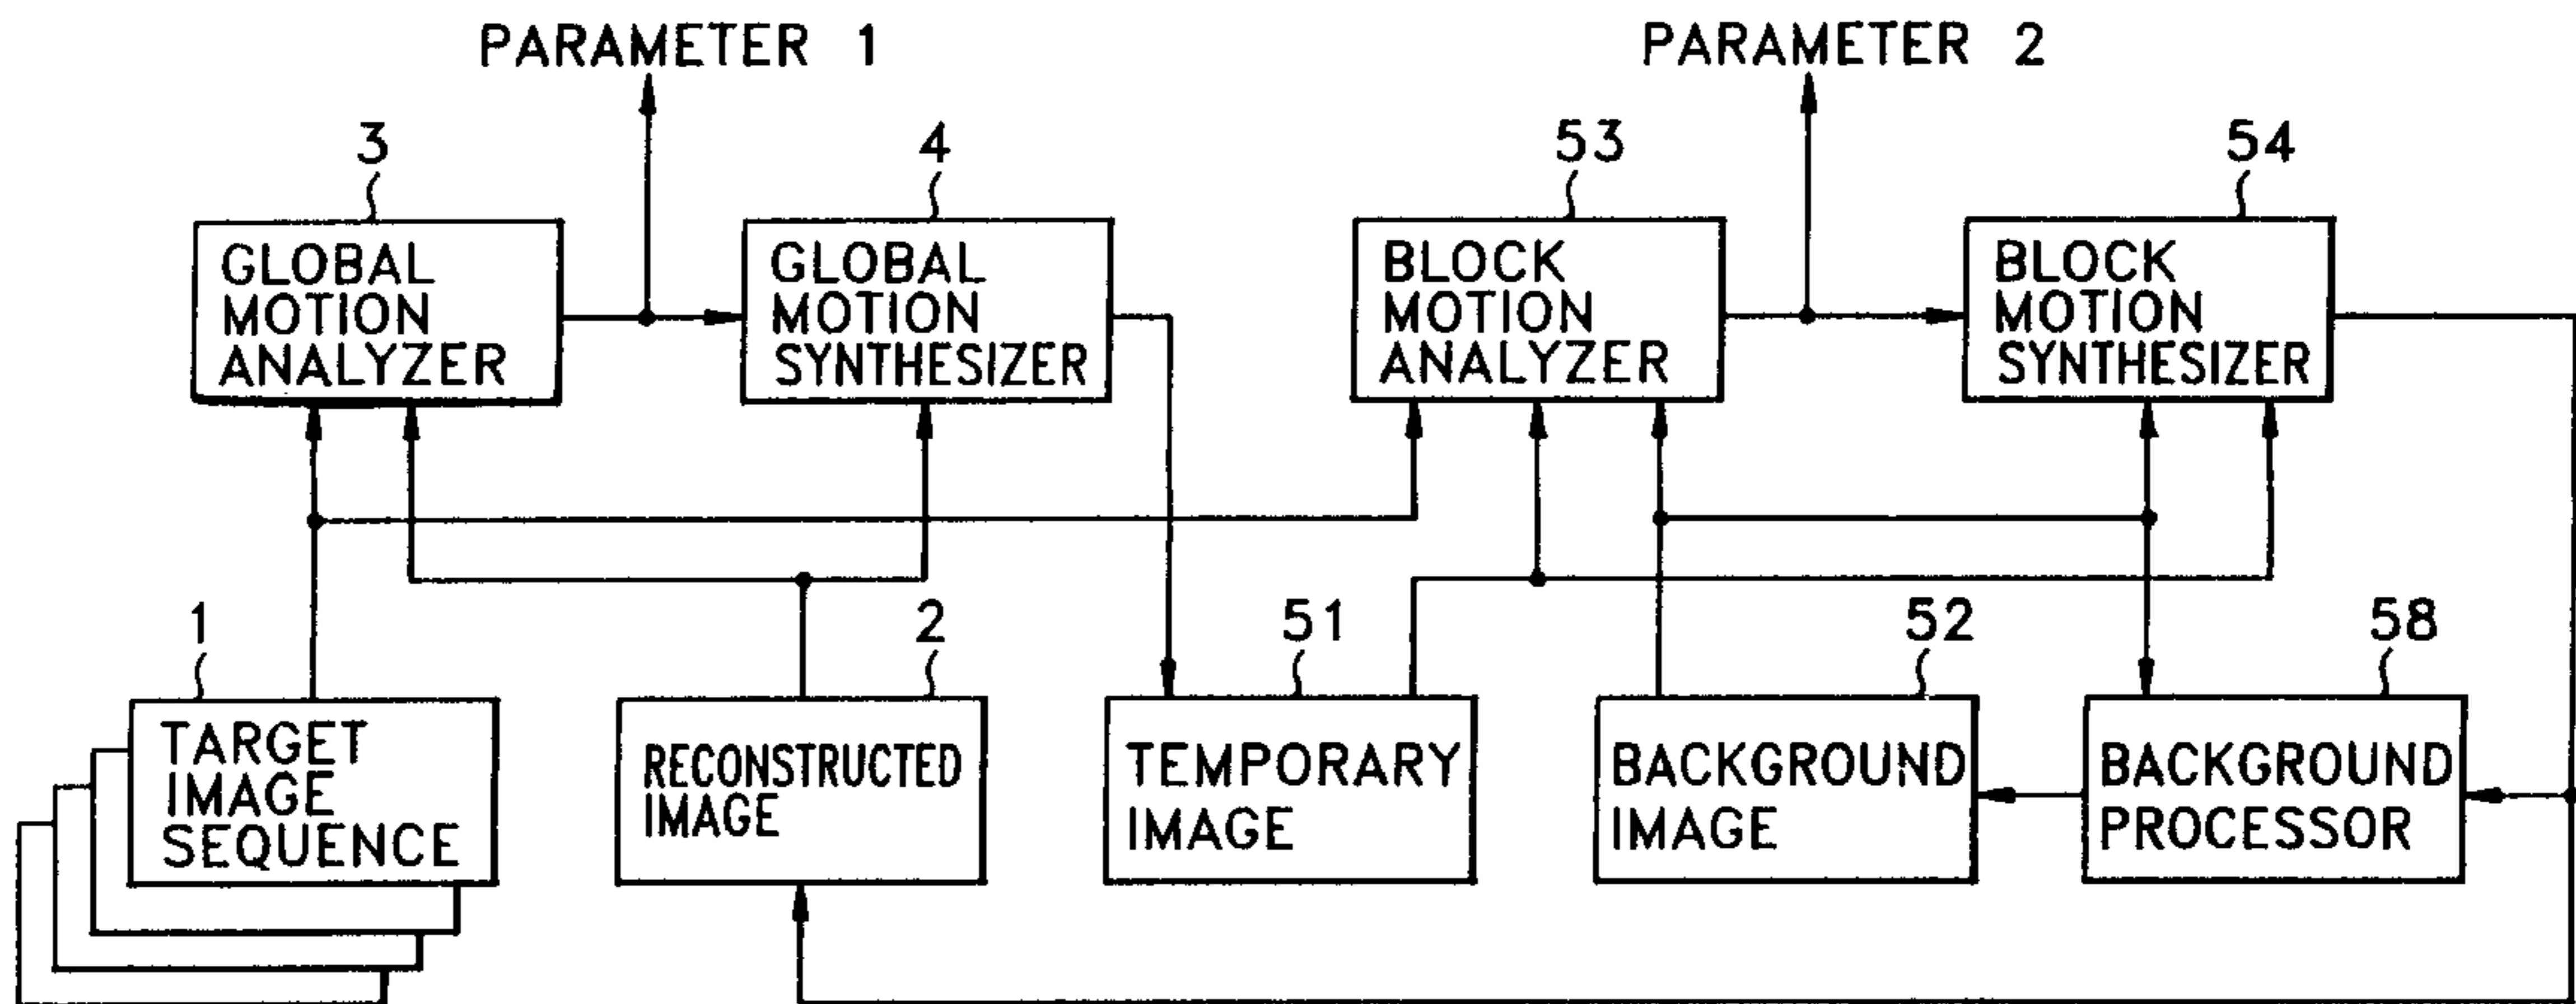 PARAMETER 1
PARAMETER 2
3
4
53
54
GLOBAL
MOTION
ANALYZER
GLOBAL
MOTION
SYNTHESIZER
BLOCK
MOTION
ANALYZER
BLOCK
MOTION
SYNTHESIZER
1
2
51
52
58
TARGET
IMAGE
SEQUENCE
RECONSTRUCTED
IMAGE
TEMPORARY
IMAGE
BACKGROUND
IMAGE
BACKGROUND
PROCESSOR